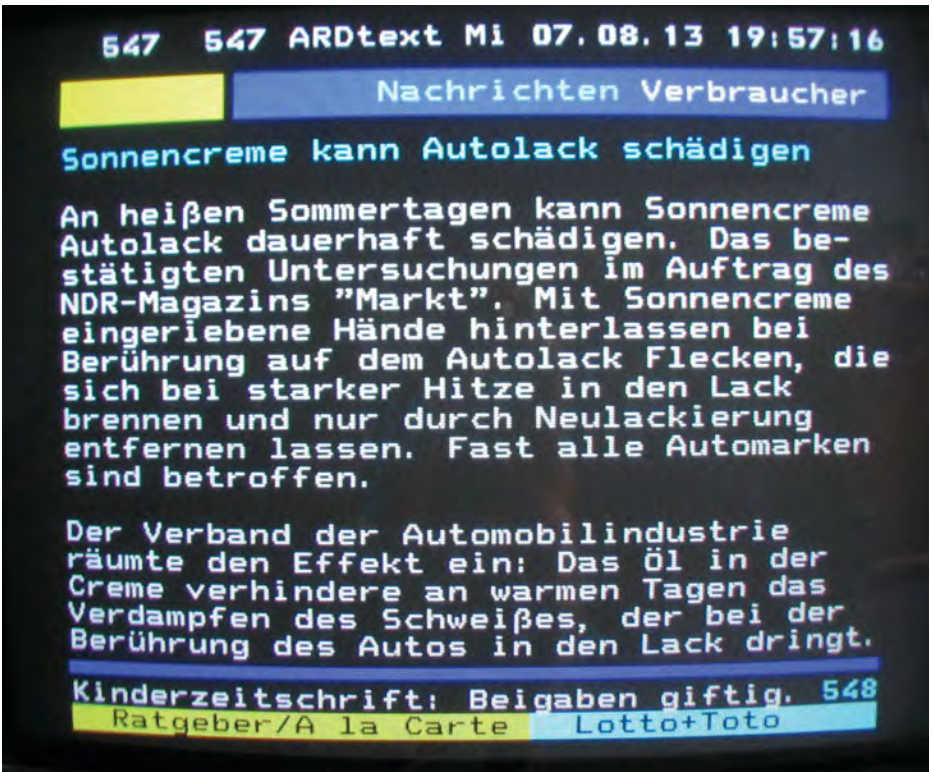 547 547 ARDtext Mi 07.08.13 19:57:16
Nachrichten Verbraucher
Sonnencreme kann Autolack schädigen
An heißen Sommertagen kann Sonnencreme
Autolack dauerhaft schädigen. Das be-
stätigten Untersuchungen im Auftrag des
NDR-Magazins "Markt". Mit Sonnencreme
eingeriebene Hände hinterlassen bei
Berührung auf dem Autolack Flecken, die
sich bei starker Hitze in den Lack
brennen und nur durch Neulackierung
entfernen lassen. Fast alle Automarken
sind betroffen.
Der Verband der Automobilindustrie
räumte den Effekt ein: Das Öl in der
Creme verhindere an warmen Tagen das
Verdampfen des Schweißes, der bei der
Berührung des Autos in den Lack dringt.
Kinderzeitschrift: Beigaben giftig. 548
Ratgeber/A la Carte Lotto+Toto